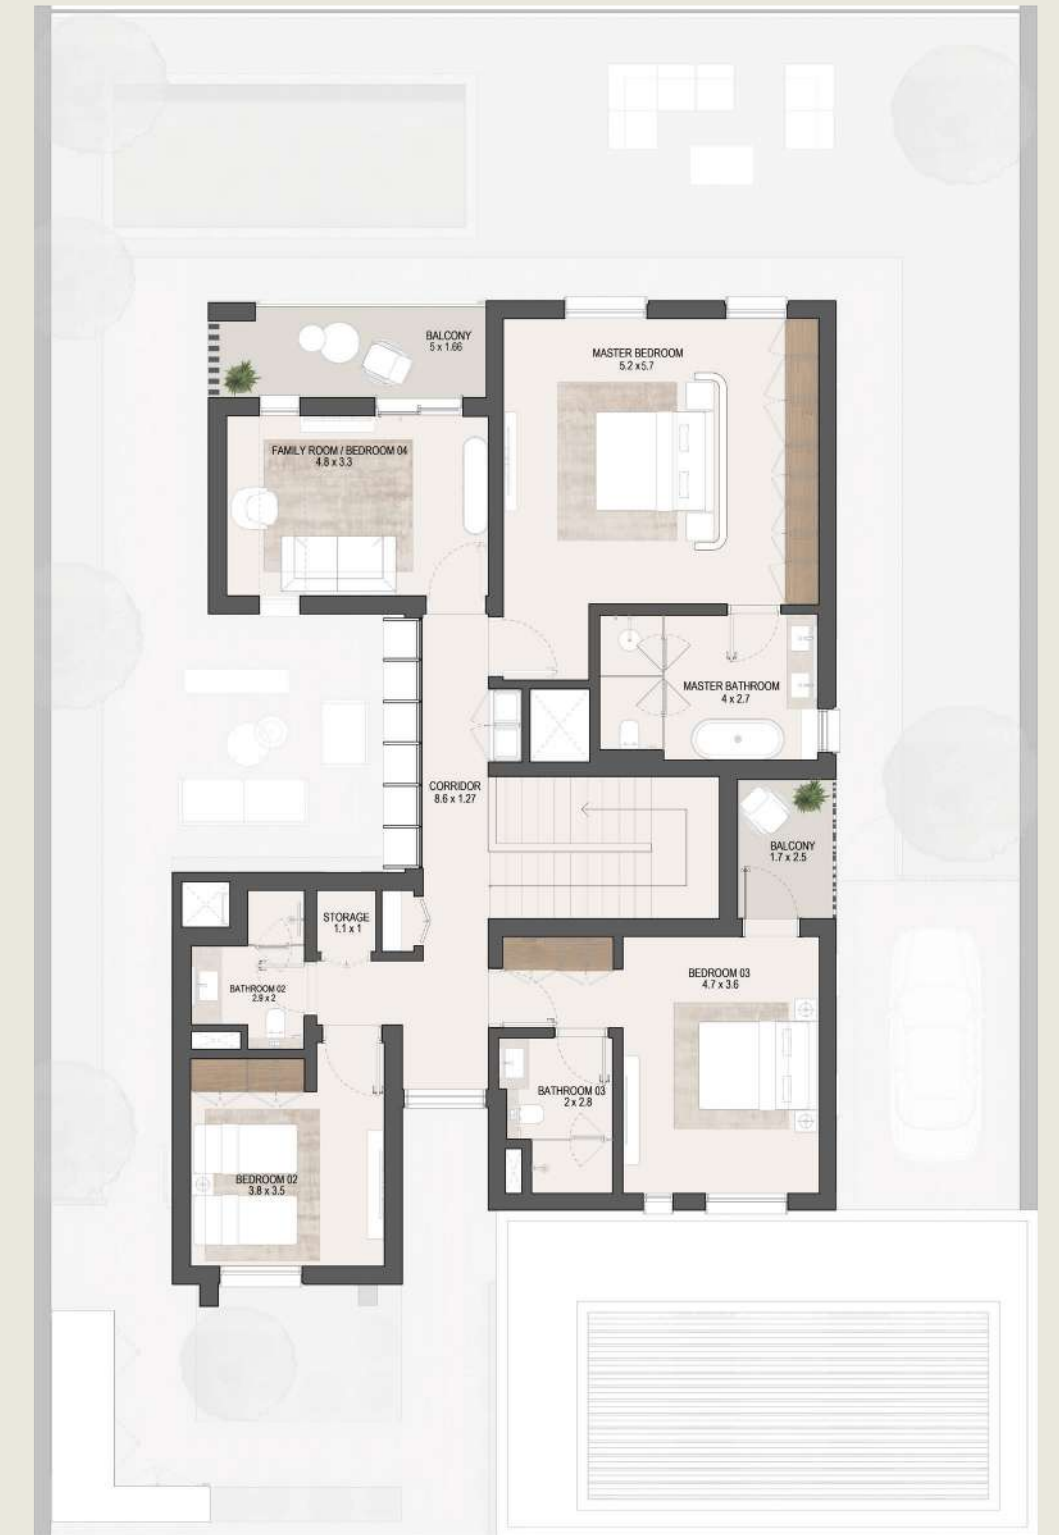 BALCONY
5 x 1.66
MASTER BEDROOM
5.2 x5.7
FAMILY ROOM / BEDROOM 04
4.8 x 3.3
MASTER BATHROOM
4 x 2.7
CORRIDOR
8.6 x 1.27
BALCONY
1.7 x 2.5
STORAGE
1.1 x 1
BATHROOM 02
2.9 x 2
BEDROOM 03
4.7 x 3.6
BATHROOM 03
2 x 2.8
BEDROOM 02
3.8 x 3.5